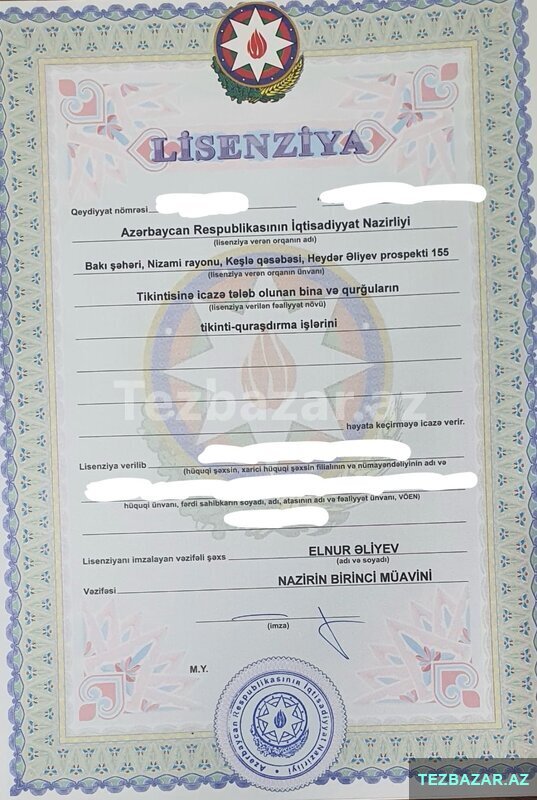 LİSENZİYA
Qeydiyyat nömrəsi
Azərbaycan Respublikasının İqtisadiyyat Nazirliyi
(lisenziya verən orqanın adı)
Bakı şəhəri, Nizami rayonu, Keşlə qəsəbəsi, Heydər Əliyev prospekti 155
(lisenziya verən orqanın ünvanı)
Tikintisinə icazə tələb olunan bina və qurğuların
(lisenziya verilən fəaliyyət növü)
tikinti-quraşdırma işlərini
Tezbazar.az
həyata keçirməyə icazə verir.
Lisenziya verilib
(hüquqi şəxsin, xarici hüquqi şəxsin filialının və nümayəndəliyin adı və
hüquqi ünvanı, fərdi sahibkarın soyadı, adı, atasının adı və fəaliyyət ünvanı, VÖEN)
Lisenziyanı imzalayan vəzifəli şəxs ELNUR ƏLİYEV
(adı və soyadı)
Vəzifəsi NAZİRİN BİRİNCİ MÜAVİNİ
(imza)
M.Y.
Azərbaycan Respublikasının İqtisadiyyat Nazirliyi
TEZBAZAR.AZ